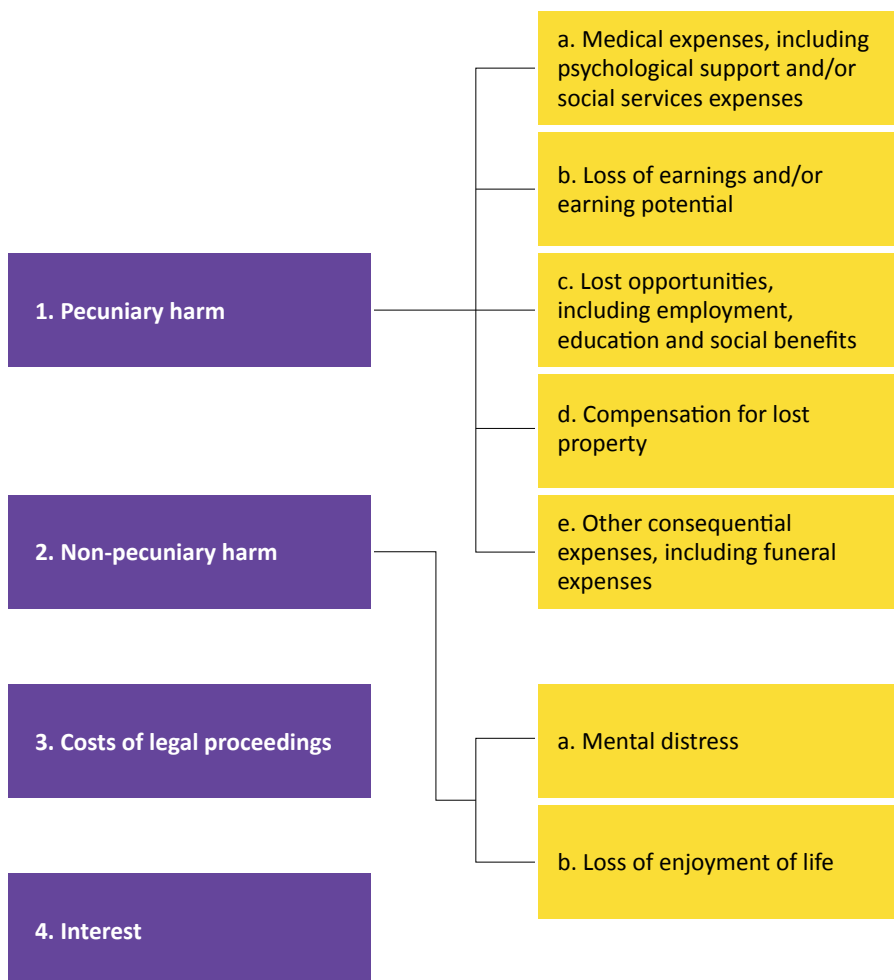 1. Pecuniary harm
a. Medical expenses, including
psychological support and/or
social services expenses
b. Loss of earnings and/or
earning potential
c. Lost opportunities,
including employment,
education and social benefits
d. Compensation for lost
property
e. Other consequential
expenses, including funeral
expenses
2. Non-pecuniary harm
a. Mental distress
b. Loss of enjoyment of life
3. Costs of legal proceedings
4. Interest